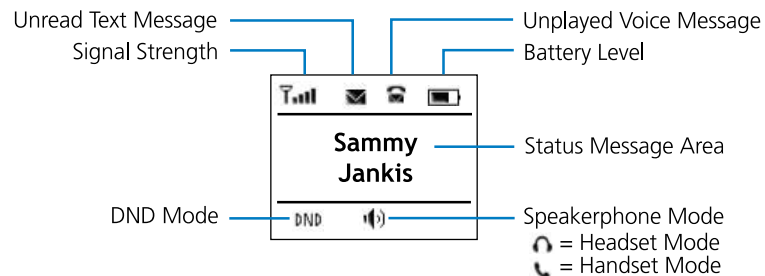 Unread Text Message
Unplayed Voice Message
Signal Strength
Battery Level
Sammy
Jankis
Status Message Area
DND Mode
DND
Speakerphone Mode
= Headset Mode
= Handset Mode